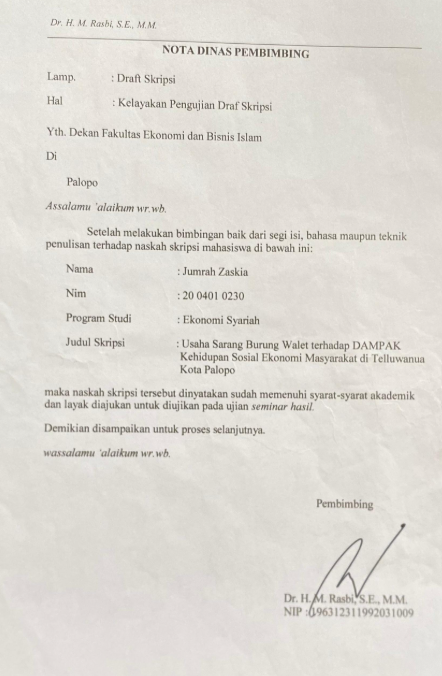 Dr. H. M. Rasbi, S.E., M.M.
NOTA DINAS PEMBIMBING
Lamp. : Draft Skripsi
Hal : Kelayakan Pengujian Draf Skripsi
Yth. Dekan Fakultas Ekonomi dan Bisnis Islam
Di
Palopo
Assalamu 'alaikum wr.wb.
Setelah melakukan bimbingan baik dari segi isi, bahasa maupun teknik
penulisan terhadap naskah skripsi mahasiswa di bawah ini:
Nama : Jumrah Zaskia
Nim : 20 0401 0230
Program Studi : Ekonomi Syariah
Judul Skripsi : Usaha Sarang Burung Walet terhadap DAMPAK
Kehidupan Sosial Ekonomi Masyarakat di Telluwanua
Kota Palopo
maka naskah skripsi tersebut dinyatakan sudah memenuhi syarat-syarat akademik
dan layak diajukan untuk diujikan pada ujian seminar hasil.
Demikian disampaikan untuk proses selanjutnya.
wassalamu 'alaikum wr.wb.
Pembimbing
Dr. H. M. Rasbi, S.E., M.M.
NIP :196312311992031009